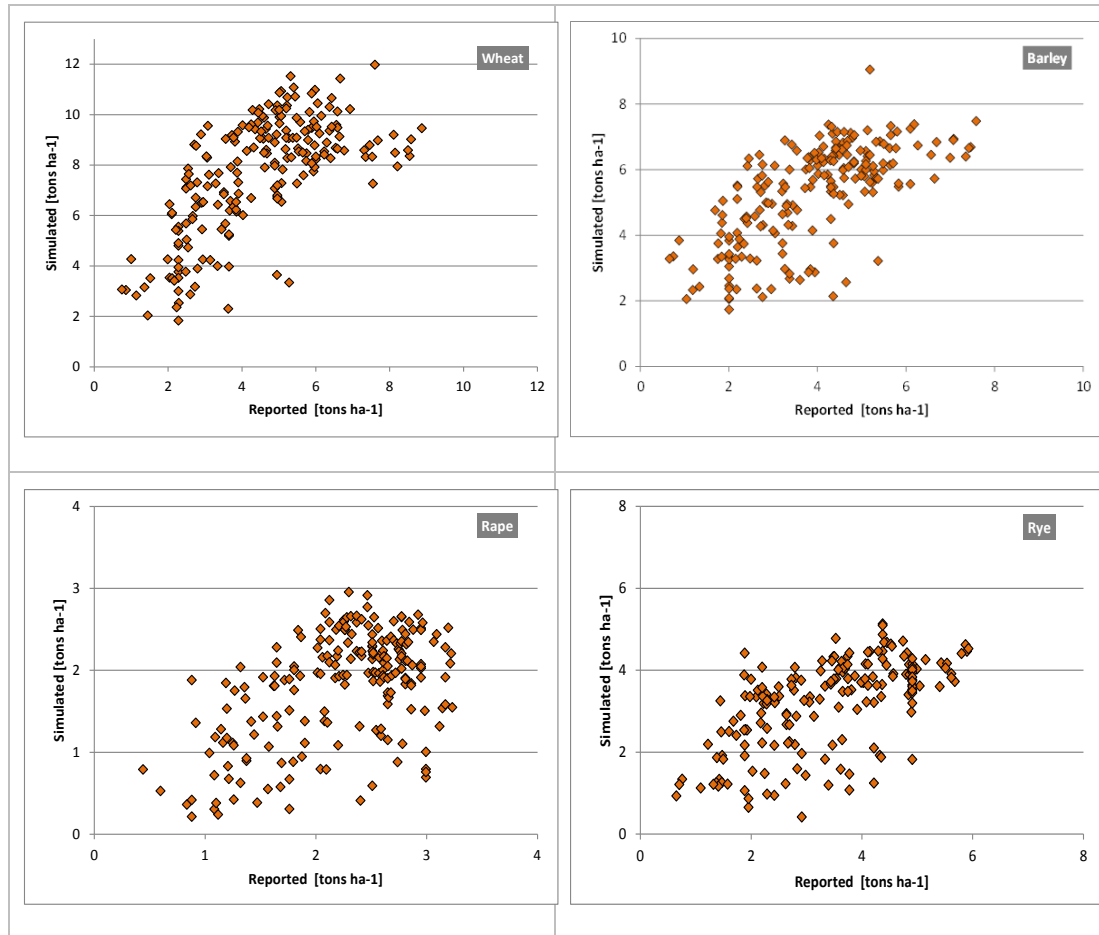 Wheat
12
10
8
6
4
2
0
Simulated [tons ha-1]
0 2 4 6 8 10 12
Reported [tons ha-1]
Barley
10
8
6
4
2
0
Simulated [tons ha-1]
0 2 4 6 8 10
Reported [tons ha-1]
Rape
4
3
2
1
0
Simulated [tons ha-1]
0 1 2 3 4
Reported [tons ha-1]
Rye
8
6
4
2
0
Simulated [tons ha-1]
0 2 4 6 8
Reported [tons ha-1]